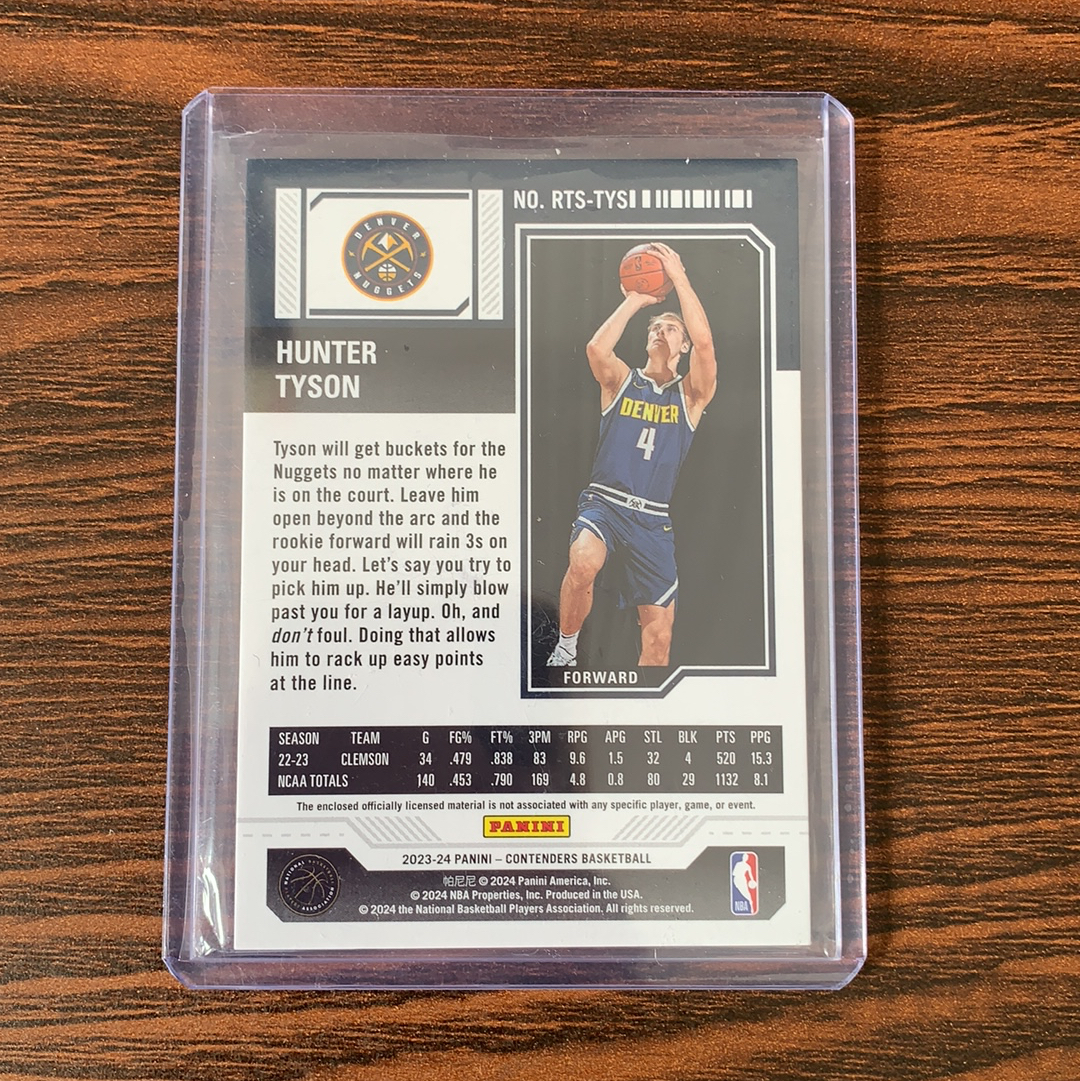 NO. RTS-TYS
DENVER
NUGGETS
HUNTER
TYSON
DENVER
4
Tyson will get buckets for the
Nuggets no matter where he
is on the court. Leave him
open beyond the arc and the
rookie forward will rain 3s on
your head. Let's say you try to
pick him up. He'll simply blow
past you for a layup. Oh, and
don't foul. Doing that allows
him to rack up easy points
at the line.
FORWARD
SEASON TEAM G FG% FT% 3PM RPG APG STL BLK PTS PPG
22-23 CLEMSON 34 .479 .838 83 9.6 1.5 32 4 520 15.3
NCAA TOTALS 140 .453 .790 169 4.8 0.8 80 29 1132 8.1
The enclosed officially licensed material is not associated with any specific player, game, or event.
PANINI
2023-24 PANINI – CONTENDERS BASKETBALL
帕尼尼 © 2024 Panini America, Inc.
© 2024 NBA Properties, Inc. Produced in the USA.
© 2024 the National Basketball Players Association. All rights reserved.
NATIONAL BASKETBALL
PLAYERS ASSOCIATION
NBA